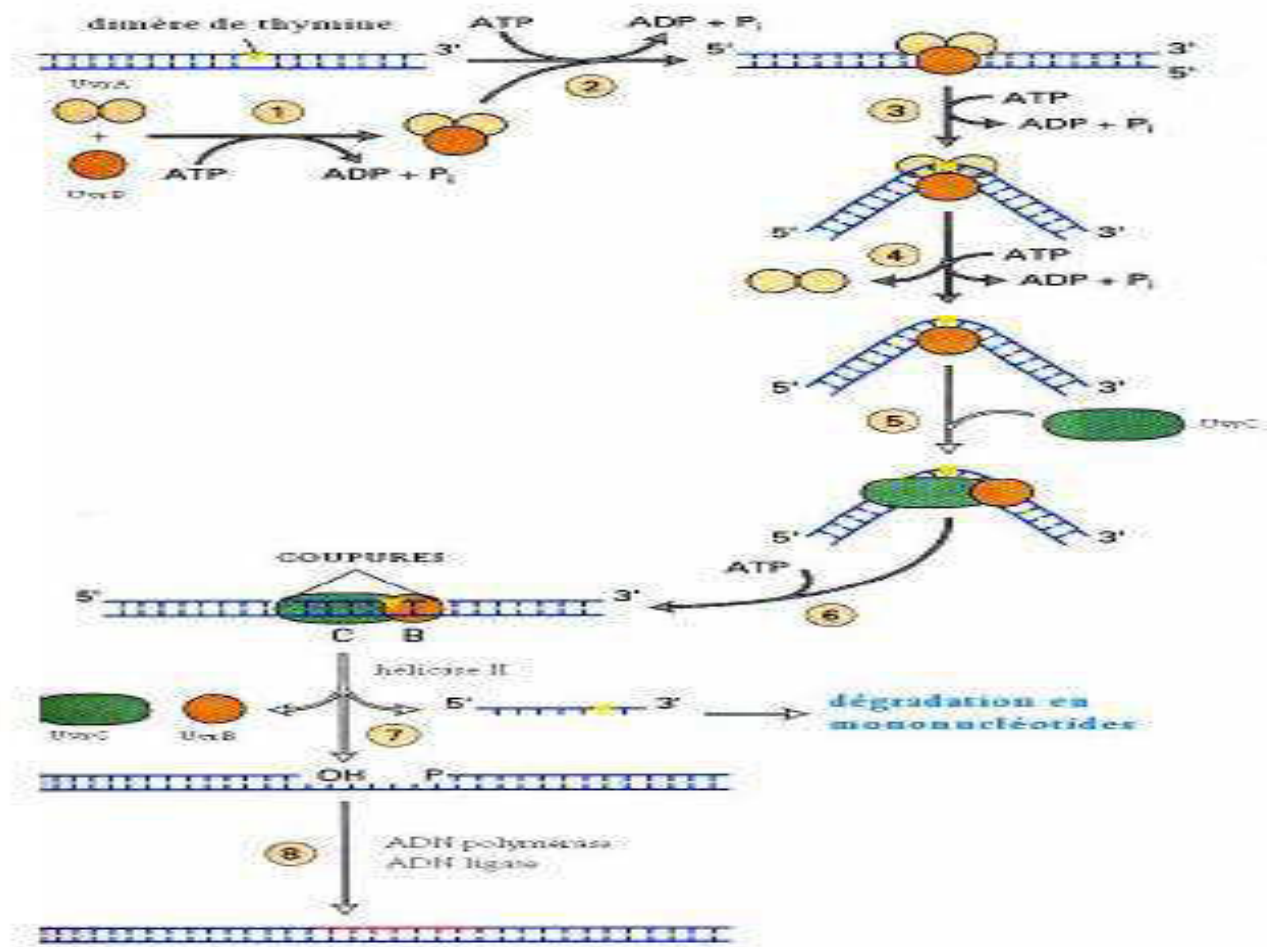 dimère de thymine
ATP
ADP + Pi
3'
5'
3'
5'
UvrA
+
1
2
ATP
ADP + Pi
UvrB
3
ATP
ADP + Pi
5'
3'
4
ATP
ADP + Pi
5'
3'
5
UvrC
5'
3'
COUPURES
ATP
6
5'
3'
C
B
hélicase II
5'
3'
dégradation en
mononucléotides
UvrC
UvrB
7
OH
P
8
ADN polymérase
ADN ligase